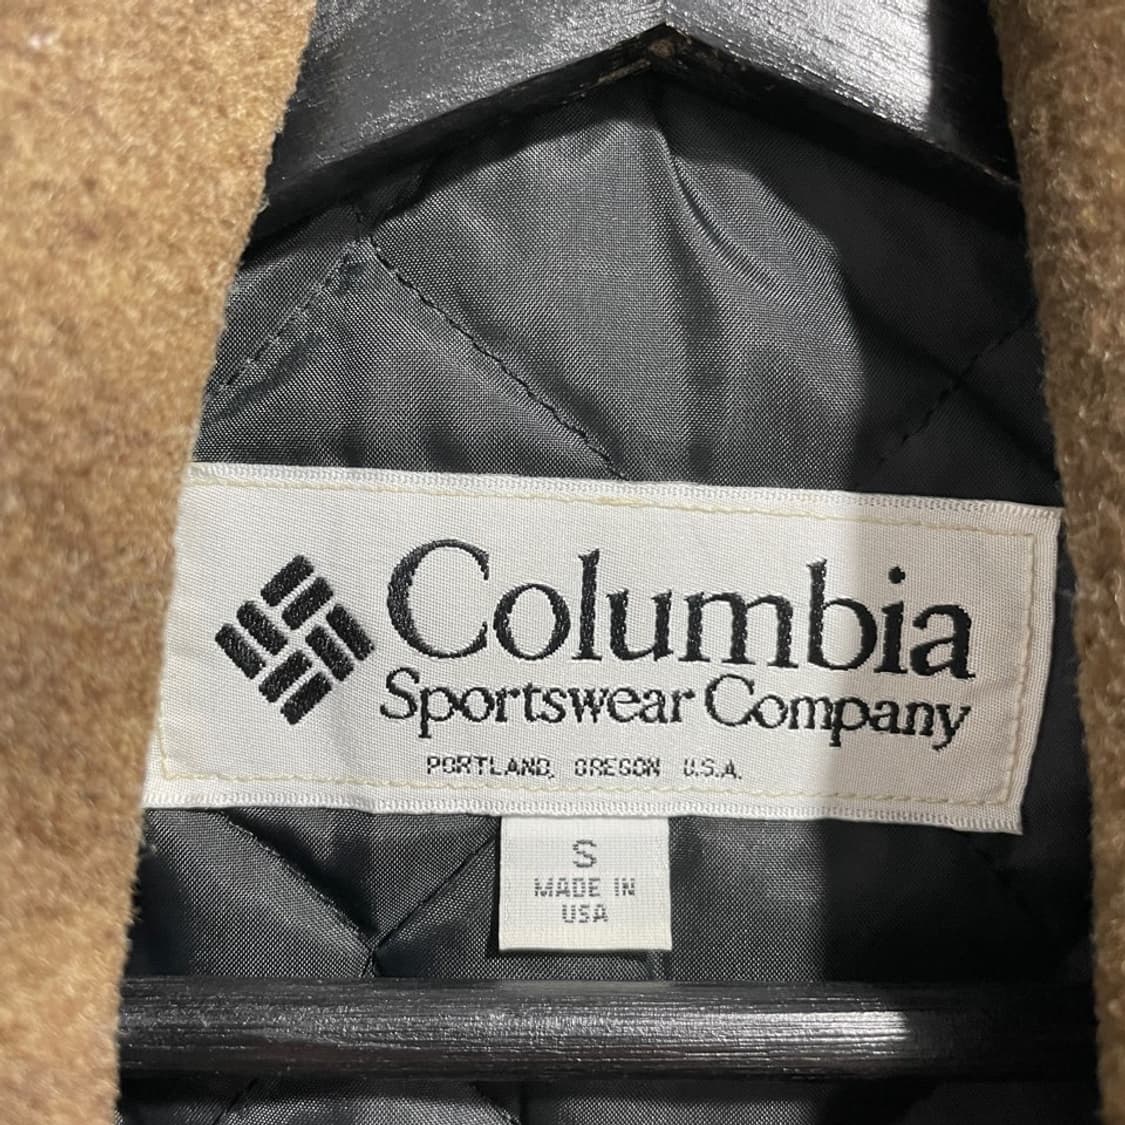 Columbia
Sportswear Company
PORTLAND, OREGON U.S.A.
S
MADE IN
USA